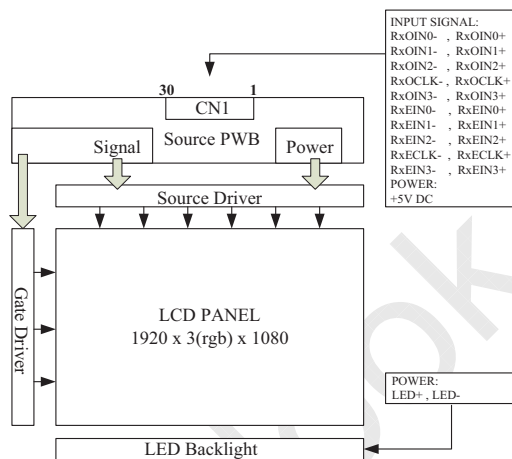 INPUT SIGNAL:
RxOIN0- , RxOIN0+
RxOIN1- , RxOIN1+
RxOIN2- , RxOIN2+
RxOCLK- , RxOCLK+
RxOIN3- , RxOIN3+
RxEIN0- , RxEIN0+
RxEIN1- , RxEIN1+
RxEIN2- , RxEIN2+
RxECLK- , RxECLK+
RxEIN3- , RxEIN3+
POWER:
+5V DC
30 1
CN1
Source PWB
Signal Power
Source Driver
Gate Driver
LCD PANEL
1920 x 3(rgb) x 1080
POWER:
LED+ , LED-
LED Backlight